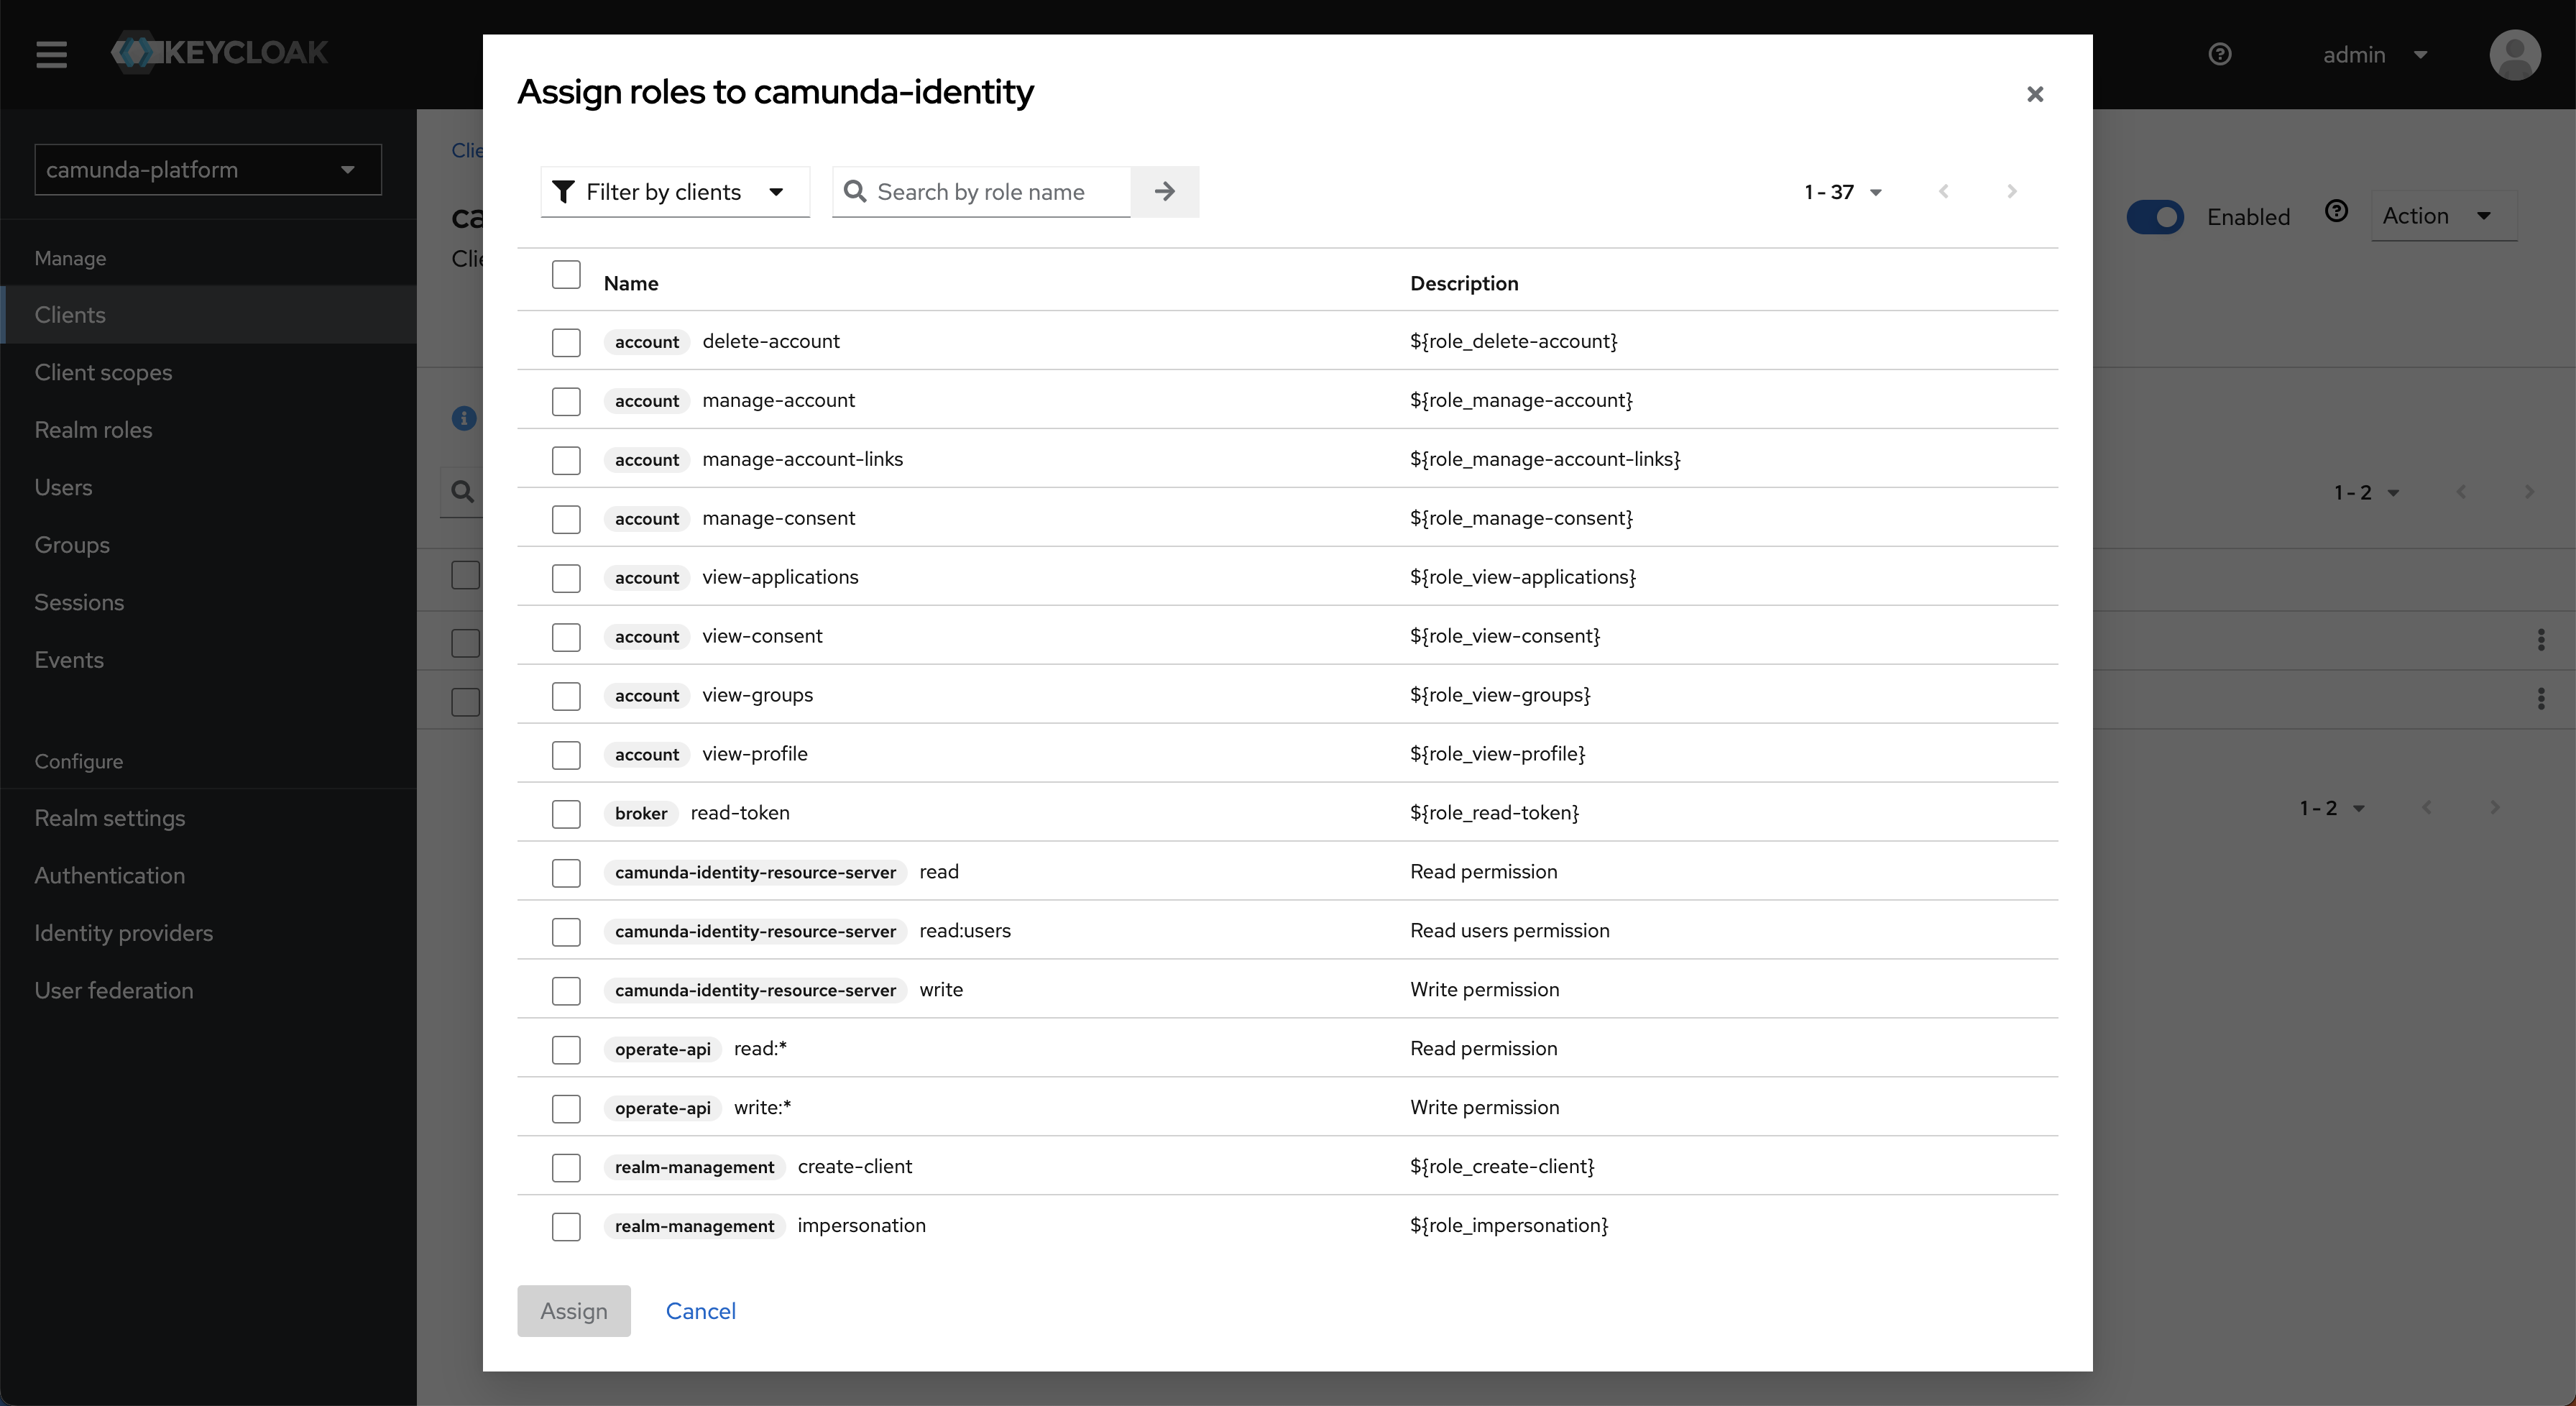 KEYCLOAK
admin
camunda-platform
Manage
Clients
Client scopes
Realm roles
Users
Groups
Sessions
Events
Configure
Realm settings
Authentication
Identity providers
User federation
Enabled
Action
1 - 2
1 - 2
Assign roles to camunda-identity
Filter by clients
Search by role name
1 - 37
Name Description
account delete-account ${role_delete-account}
account manage-account ${role_manage-account}
account manage-account-links ${role_manage-account-links}
account manage-consent ${role_manage-consent}
account view-applications ${role_view-applications}
account view-consent ${role_view-consent}
account view-groups ${role_view-groups}
account view-profile ${role_view-profile}
broker read-token ${role_read-token}
camunda-identity-resource-server read Read permission
camunda-identity-resource-server read:users Read users permission
camunda-identity-resource-server write Write permission
operate-api read:* Read permission
operate-api write:* Write permission
realm-management create-client ${role_create-client}
realm-management impersonation ${role_impersonation}
Assign Cancel